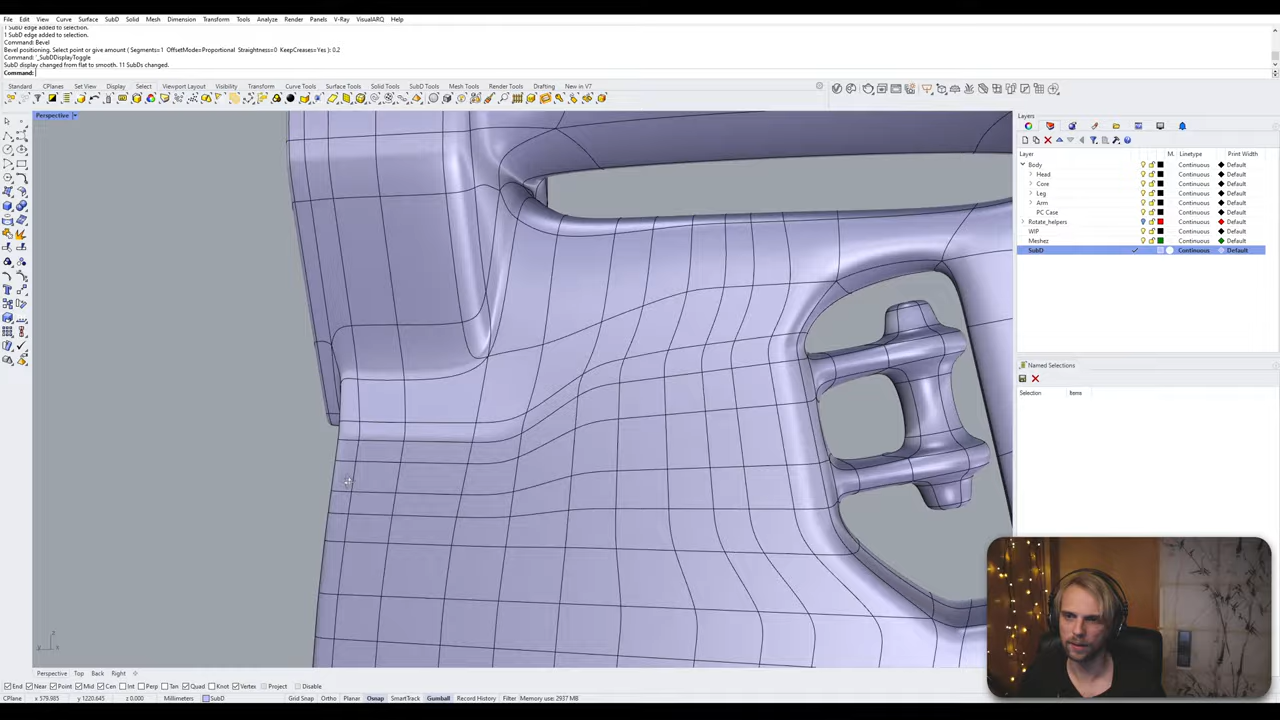 File Edit View Curve Surface SubD Solid Mesh Dimension Transform Tools Analyze Render Panels V-Ray VisualARQ Help
1 SubD edge added to selection.
1 SubD edge added to selection.
Command: Bevel
Bevel positioning. Select point or give amount ( Segments=1 OffsetMode=Proportional Straightness=0 KeepCreases=Yes ): 0.2
Command: '_SubDDisplayToggle
SubD display changed from flat to smooth. 11 SubDs changed.
Command:
Standard CPlanes Set View Display Select Viewport Layout Visibility Transform Curve Tools Surface Tools Solid Tools SubD Tools Mesh Tools Render Tools Drafting New in V7
Perspective
Layers
Layer M. Linetype Print Width
Body Continuous Default
Head Continuous Default
Core Continuous Default
Leg Continuous Default
Arm Continuous Default
PC Case Continuous Default
Rotate_helpers Continuous Default
WIP Continuous Default
Meshez Continuous Default
SubD Continuous Default
Named Selections
Selection Items
Perspective Top Back Right
End Near Point Mid Cen Int Perp Tan Quad Knot Vertex Project Disable
CPlane x 579.985 y 1220.645 z 0.000 Millimeters SubD Grid Snap Ortho Planar Osnap SmartTrack Gumball Record History Filter Memory use: 2937 MB